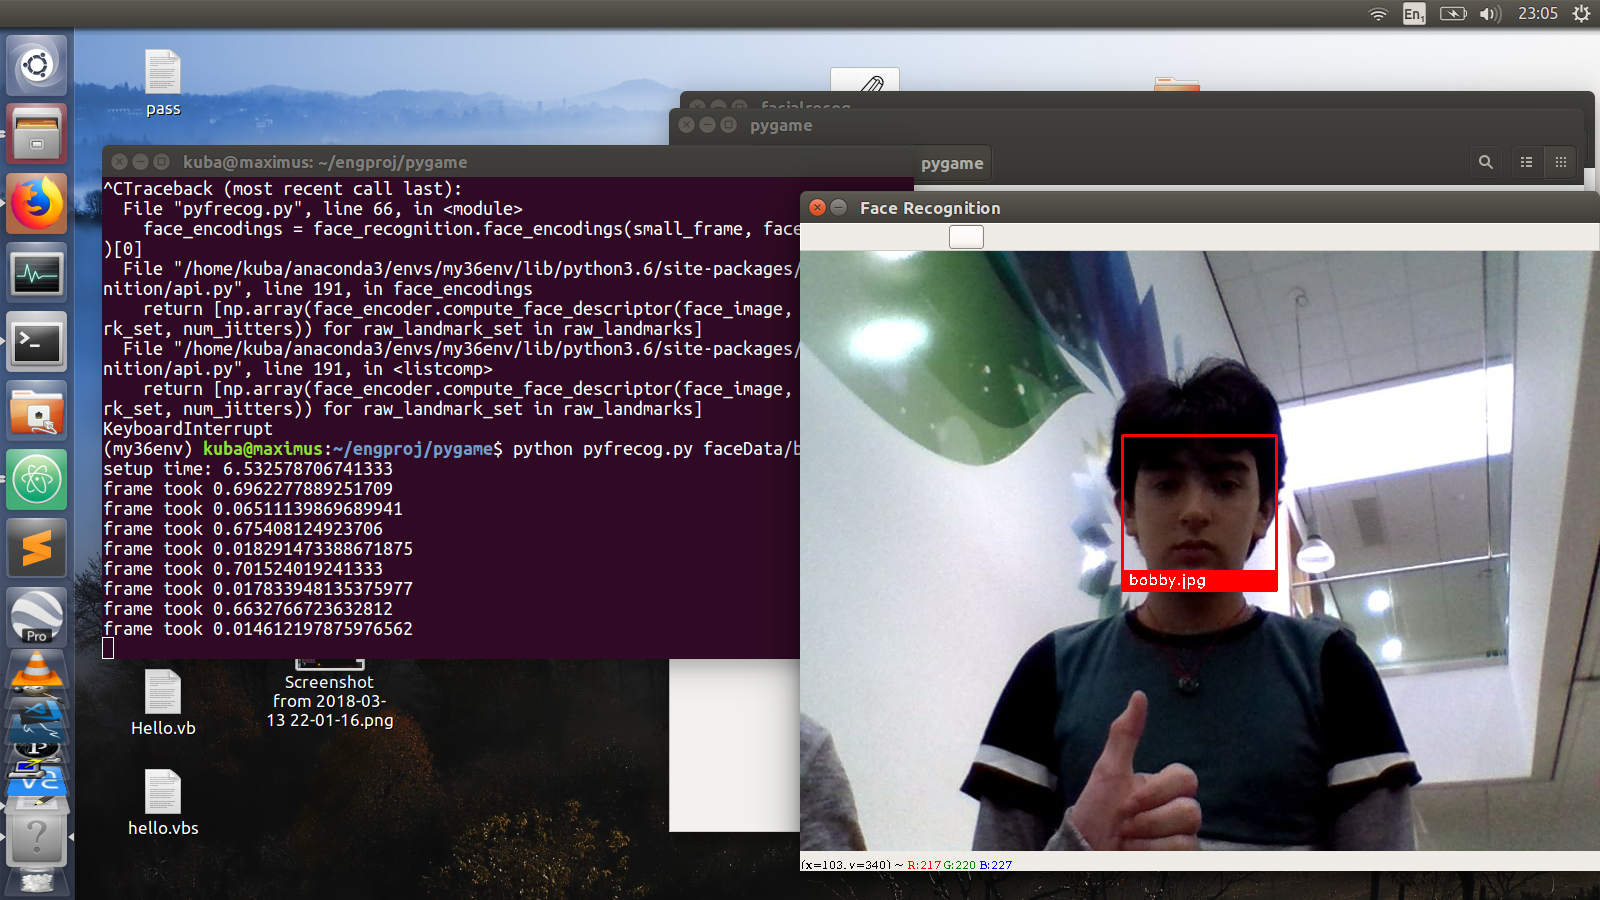 En1
23:05
pass
facialrecog
pygame
pygame
kuba@maximus: ~/engproj/pygame
^CTraceback (most recent call last):
  File "pyfrecog.py", line 66, in <module>
    face_encodings = face_recognition.face_encodings(small_frame, face
)[0]
  File "/home/kuba/anaconda3/envs/my36env/lib/python3.6/site-packages/
nition/api.py", line 191, in face_encodings
    return [np.array(face_encoder.compute_face_descriptor(face_image,
rk_set, num_jitters)) for raw_landmark_set in raw_landmarks]
  File "/home/kuba/anaconda3/envs/my36env/lib/python3.6/site-packages/
nition/api.py", line 191, in <listcomp>
    return [np.array(face_encoder.compute_face_descriptor(face_image,
rk_set, num_jitters)) for raw_landmark_set in raw_landmarks]
KeyboardInterrupt
(my36env) kuba@maximus:~/engproj/pygame$ python pyfrecog.py faceData/b
setup time: 6.532578706741333
frame took 0.6962277889251709
frame took 0.06511139869689941
frame took 0.675408124923706
frame took 0.018291473388671875
frame took 0.701524019241333
frame took 0.017833948135375977
frame took 0.6632766723632812
frame took 0.014612197875976562
Face Recognition
bobby.jpg
(x=103, y=340) ~ R:217 G:220 B:227
Screenshot
from 2018-03-
13 22-01-16.png
Hello.vb
hello.vbs
Pro